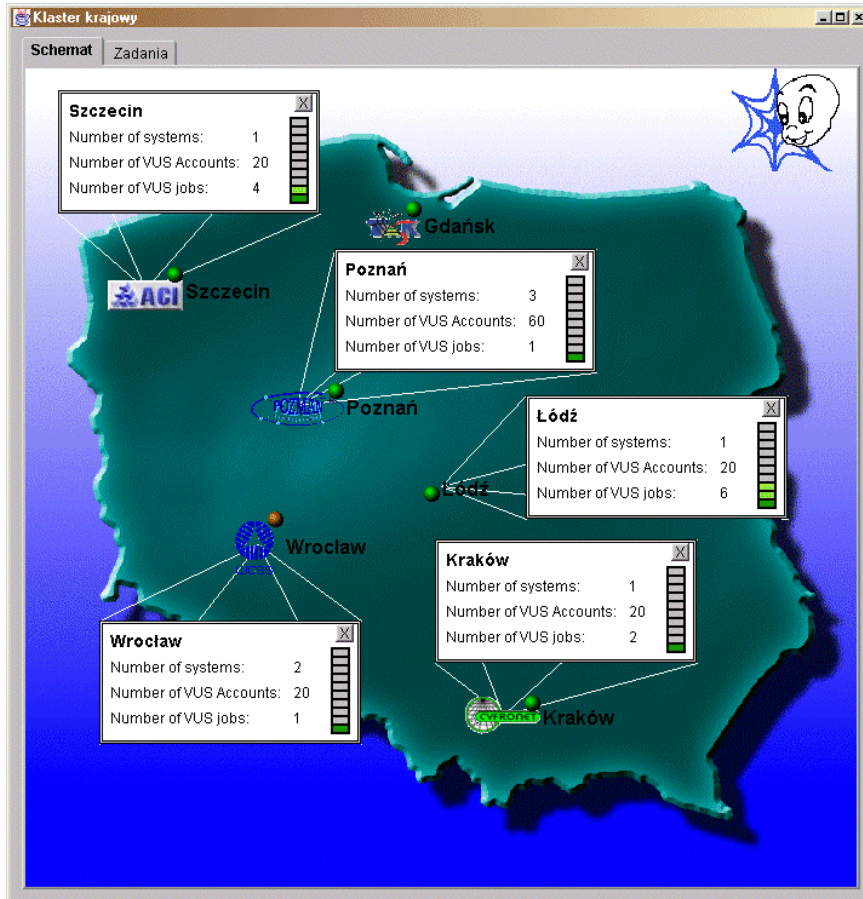 Klaster krajowy
Schemat Zadania
Szczecin X
Number of systems: 1
Number of VUS Accounts: 20
Number of VUS jobs: 4
Gdańsk
ACI Szczecin
Poznań X
Number of systems: 3
Number of VUS Accounts: 60
Number of VUS jobs: 1
POZMAN Poznań
Łódź X
Number of systems: 1
Number of VUS Accounts: 20
Number of VUS jobs: 6
Łódź
Wrocław
WCSS
Kraków X
Number of systems: 1
Number of VUS Accounts: 20
Number of VUS jobs: 2
Wrocław X
Number of systems: 2
Number of VUS Accounts: 20
Number of VUS jobs: 1
CYFRONET Kraków